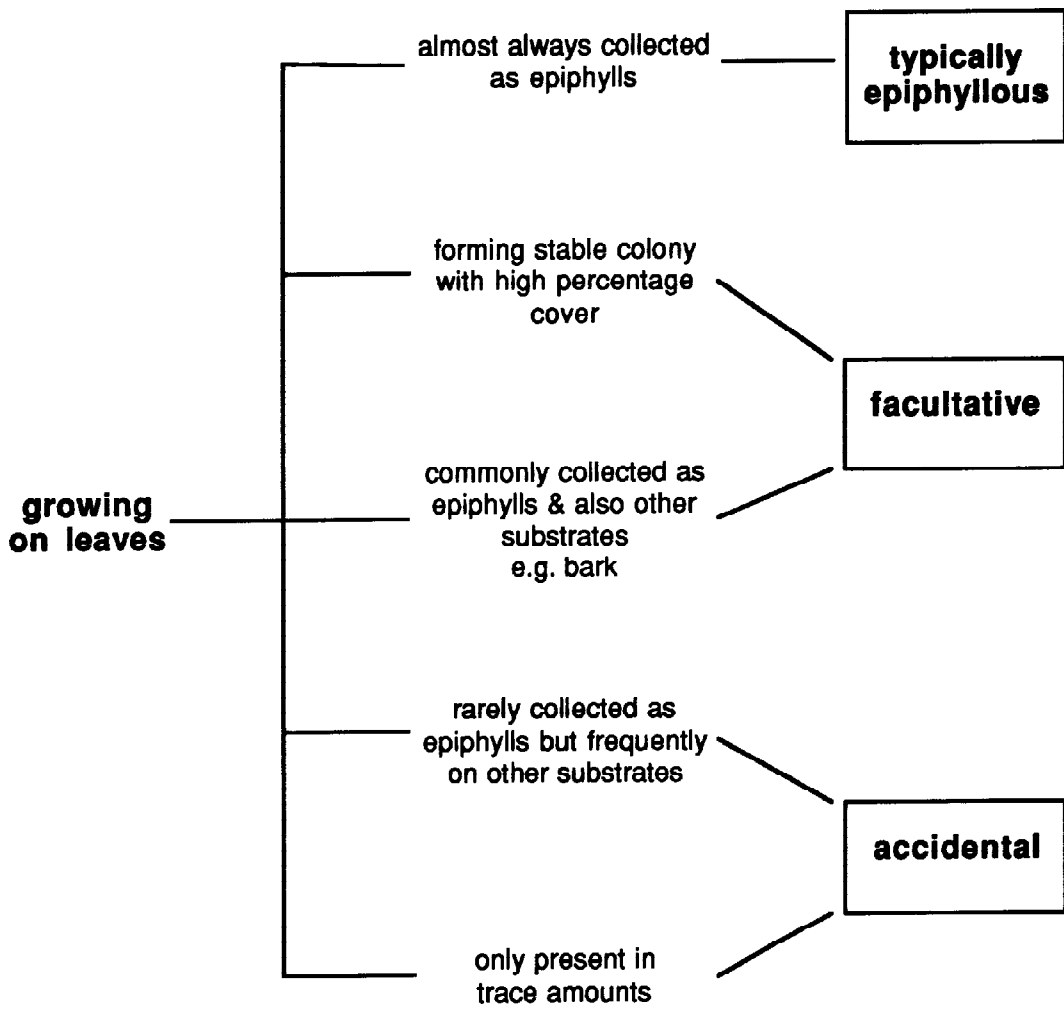 almost always collected
as epiphylls
typically
epiphyllous
forming stable colony
with high percentage
cover
facultative
growing
on leaves
commonly collected as
epiphylls & also other
substrates
e.g. bark
rarely collected as
epiphylls but frequently
on other substrates
accidental
only present in
trace amounts